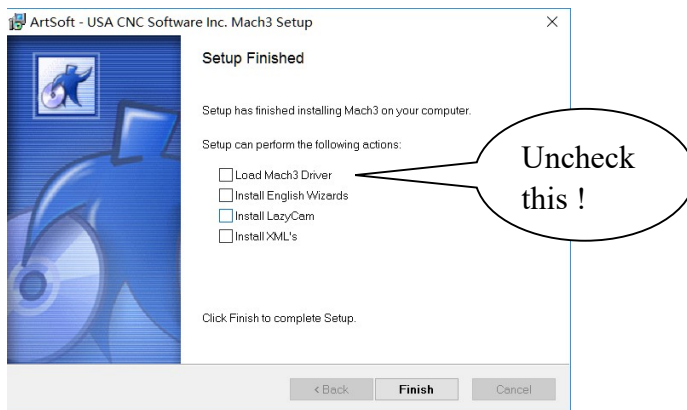 ArtSoft - USA CNC Software Inc. Mach3 Setup
Setup Finished
Setup has finished installing Mach3 on your computer.
Setup can perform the following actions:
Load Mach3 Driver
Install English Wizards
Install LazyCam
Install XML's
Uncheck
this !
Click Finish to complete Setup.
< Back
Finish
Cancel